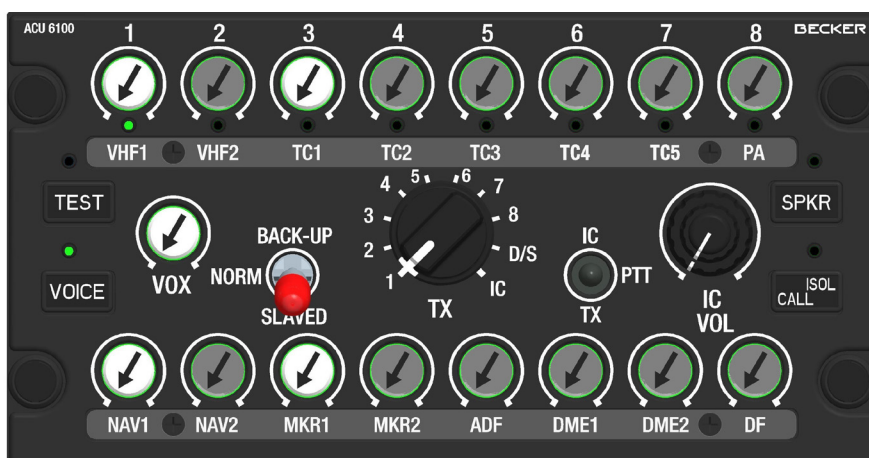 ACU 6100 1 2 3 4 5 6 7 8 BECKER
VHF1 VHF2 TC1 TC2 TC3 TC4 TC5 PA
TEST
SPKR
VOICE
ISOL
CALL
VOX
BACK-UP
NORM
SLAVED
1 2 3 4 5 6 7 8 D/S IC
TX
IC
PTT
TX
IC
VOL
NAV1 NAV2 MKR1 MKR2 ADF DME1 DME2 DF